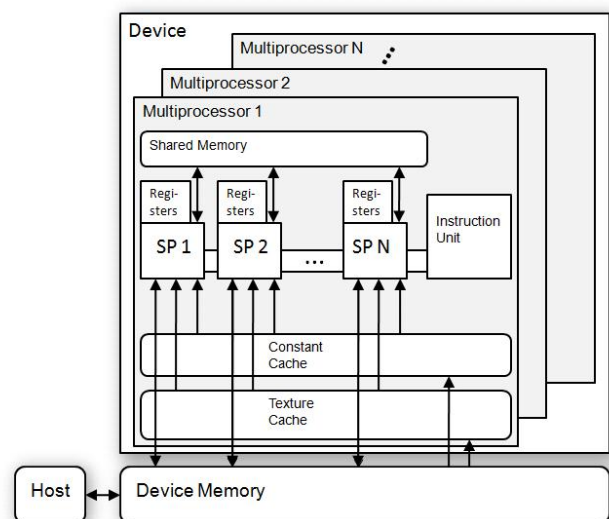 Device
Multiprocessor N
Multiprocessor 2
Multiprocessor 1
Shared Memory
Regi-
sters
Regi-
sters
Regi-
sters
SP 1
SP 2
...
SP N
Instruction
Unit
Constant
Cache
Texture
Cache
Host
Device Memory